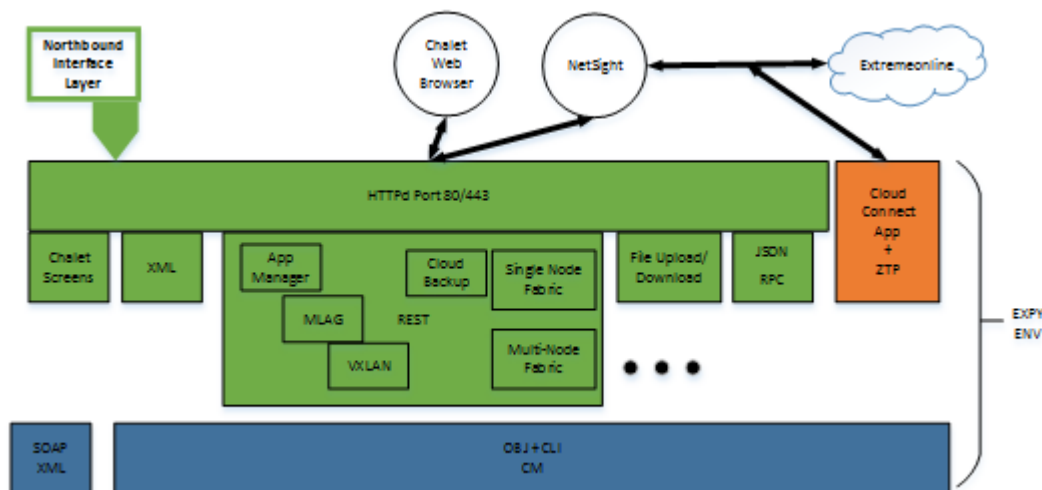 Northbound
Interface
Layer
Chalet
Web
Browser
NetSight
Extremeonline
HTTPd Port 80/443
Cloud
Connect
App
+
ZTP
Chalet
Screens
XML
App
Manager
MLAG
VXLAN
REST
Cloud
Backup
Single Node
Fabric
Multi-Node
Fabric
File Upload/
Download
JSON
RPC
EXPY
ENV
SOAP
XML
OBJ + CLI
CM